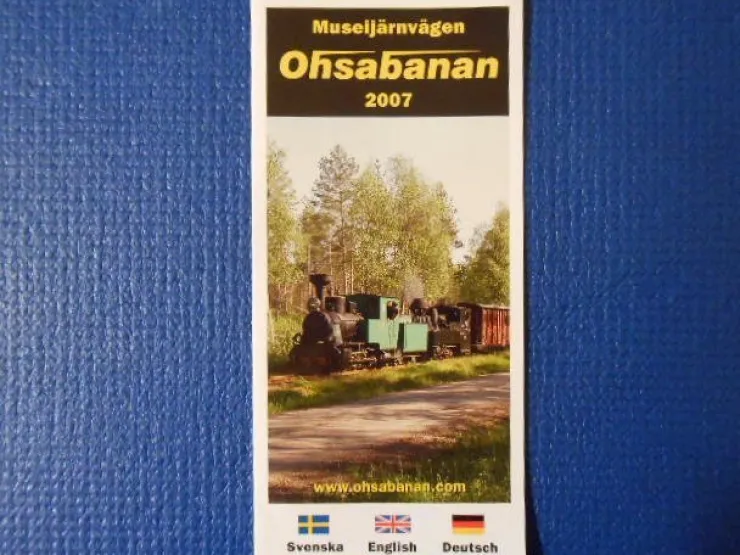 Museijärnvägen
Ohsabanan
2007
www.ohsabanan.com
Svenska English Deutsch